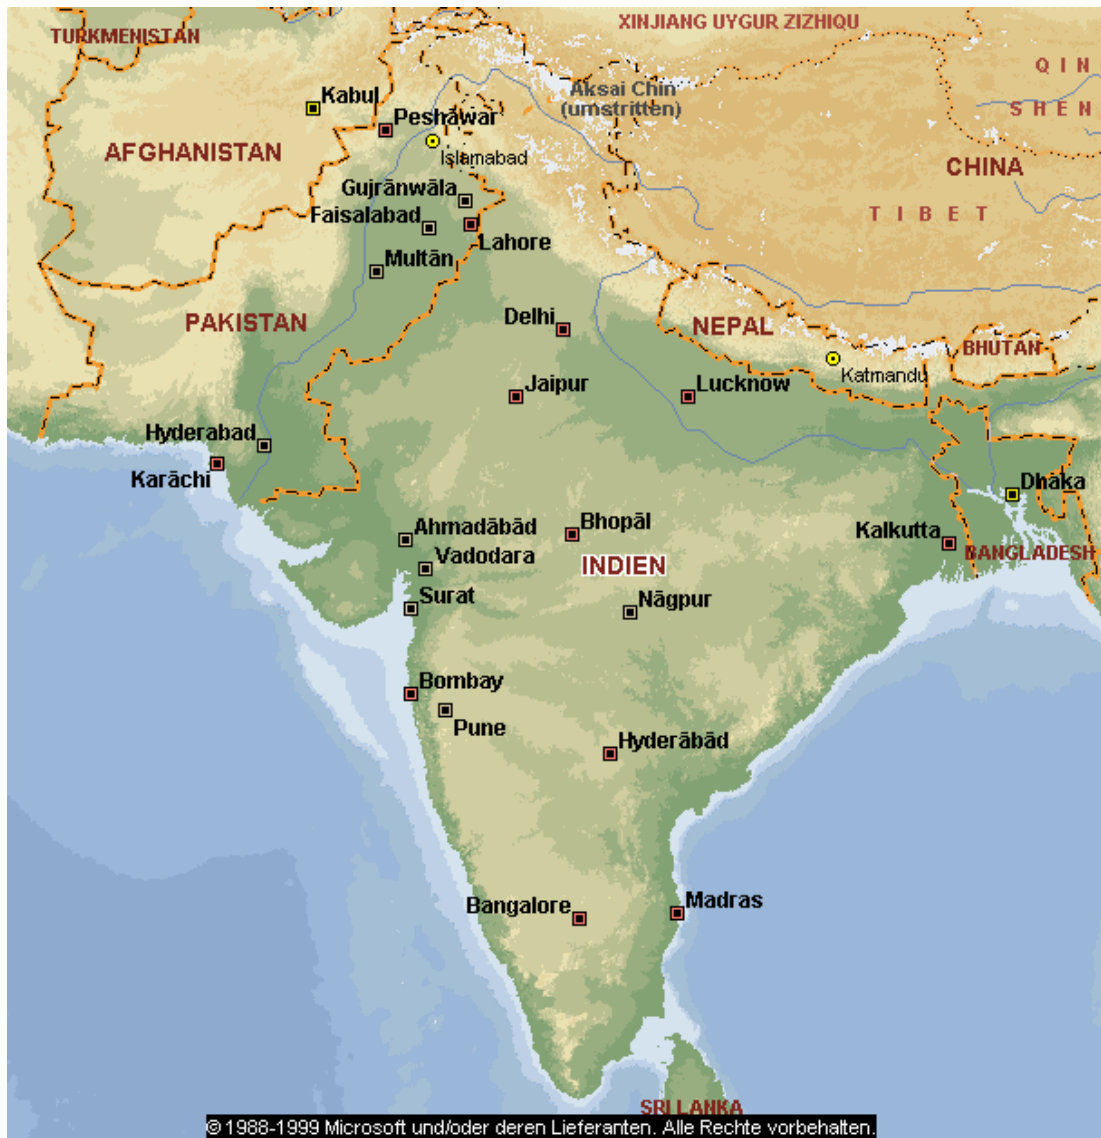 XINJIANG UYGUR ZIZHIQU
TURKMENISTAN
QIN
Aksai Chin
(umstritten)
Kabul
SHEN
Peshāwar
AFGHANISTAN
Islamabad
CHINA
Gujrānwāla
Faisalabad
TIBET
Lahore
Multān
Delhi
PAKISTAN
NEPAL
BHUTAN
Katmandu
Jaipur
Lucknow
Hyderabad
Karāchi
Dhāka
Ahmadābād
Bhopāl
Kalkutta
Vadodara
BANGLADESH
INDIEN
Surat
Nāgpur
Bombay
Pune
Hyderābād
Bangalore
Madras
SRI LANKA
© 1988-1999 Microsoft und/oder deren Lieferanten. Alle Rechte vorbehalten.